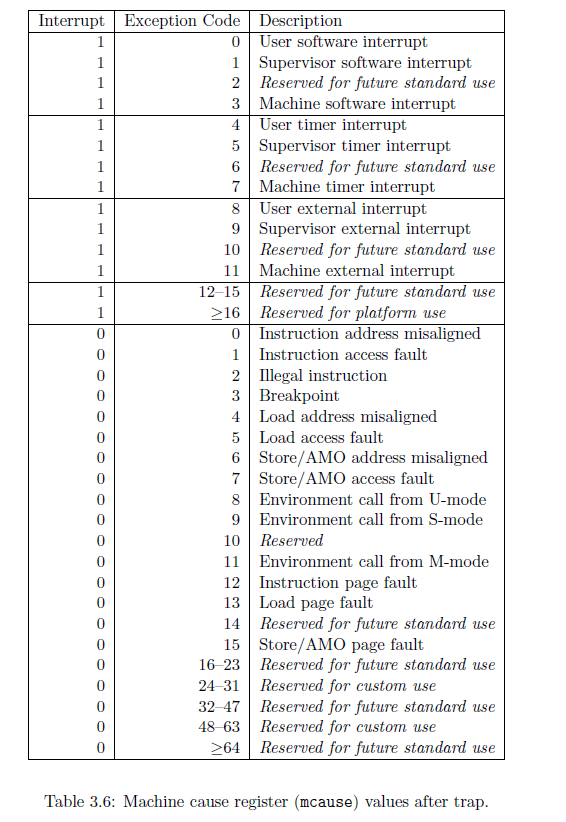 Interrupt Exception Code Description
1 0 User software interrupt
1 1 Supervisor software interrupt
1 2 Reserved for future standard use
1 3 Machine software interrupt
1 4 User timer interrupt
1 5 Supervisor timer interrupt
1 6 Reserved for future standard use
1 7 Machine timer interrupt
1 8 User external interrupt
1 9 Supervisor external interrupt
1 10 Reserved for future standard use
1 11 Machine external interrupt
1 12–15 Reserved for future standard use
1 ≥16 Reserved for platform use
0 0 Instruction address misaligned
0 1 Instruction access fault
0 2 Illegal instruction
0 3 Breakpoint
0 4 Load address misaligned
0 5 Load access fault
0 6 Store/AMO address misaligned
0 7 Store/AMO access fault
0 8 Environment call from U-mode
0 9 Environment call from S-mode
0 10 Reserved
0 11 Environment call from M-mode
0 12 Instruction page fault
0 13 Load page fault
0 14 Reserved for future standard use
0 15 Store/AMO page fault
0 16–23 Reserved for future standard use
0 24–31 Reserved for custom use
0 32–47 Reserved for future standard use
0 48–63 Reserved for custom use
0 ≥64 Reserved for future standard use
Table 3.6: Machine cause register (mcause) values after trap.